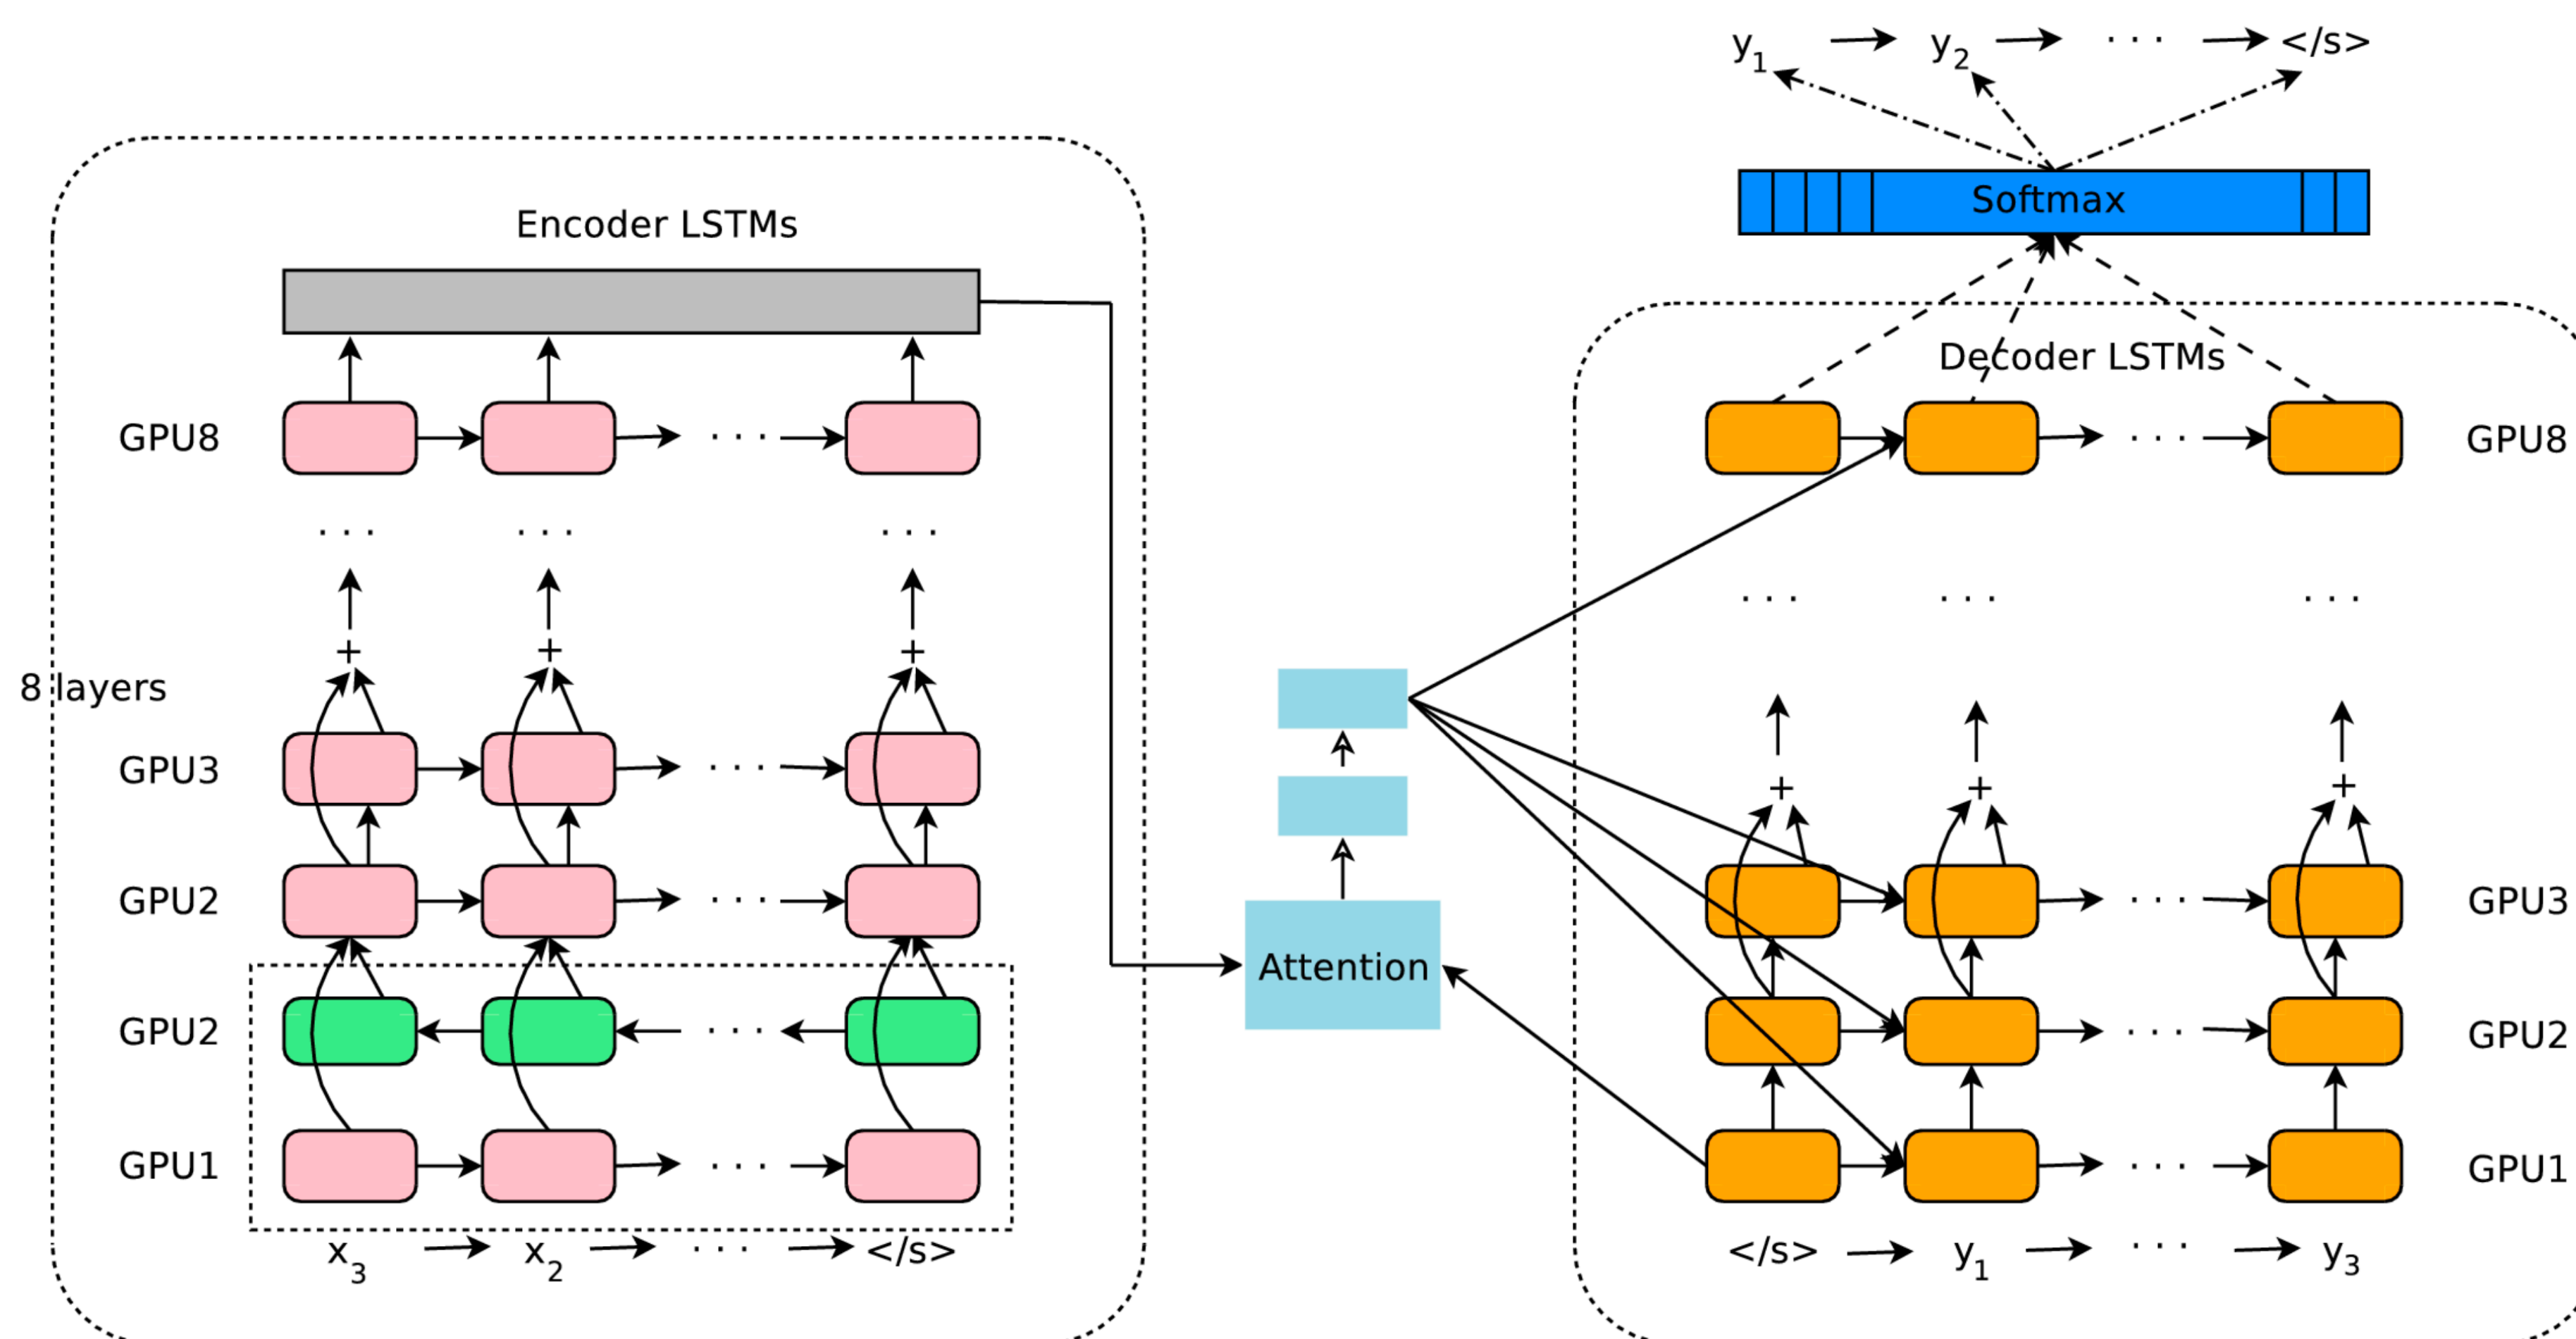 y1 → y2 → · · · → </s>
Softmax
Encoder LSTMs
Decoder LSTMs
GPU8 · · · · · · GPU8
· · · · · · · · ·
· · · · · · · · ·
+ + +
8 layers
GPU3 · · ·
+ + +
GPU2 · · · · · · GPU3
Attention
GPU2 · · · · · · GPU2
GPU1 · · · · · · GPU1
x3 → x2 → · · · → </s>
</s> → y1 → · · · → y3